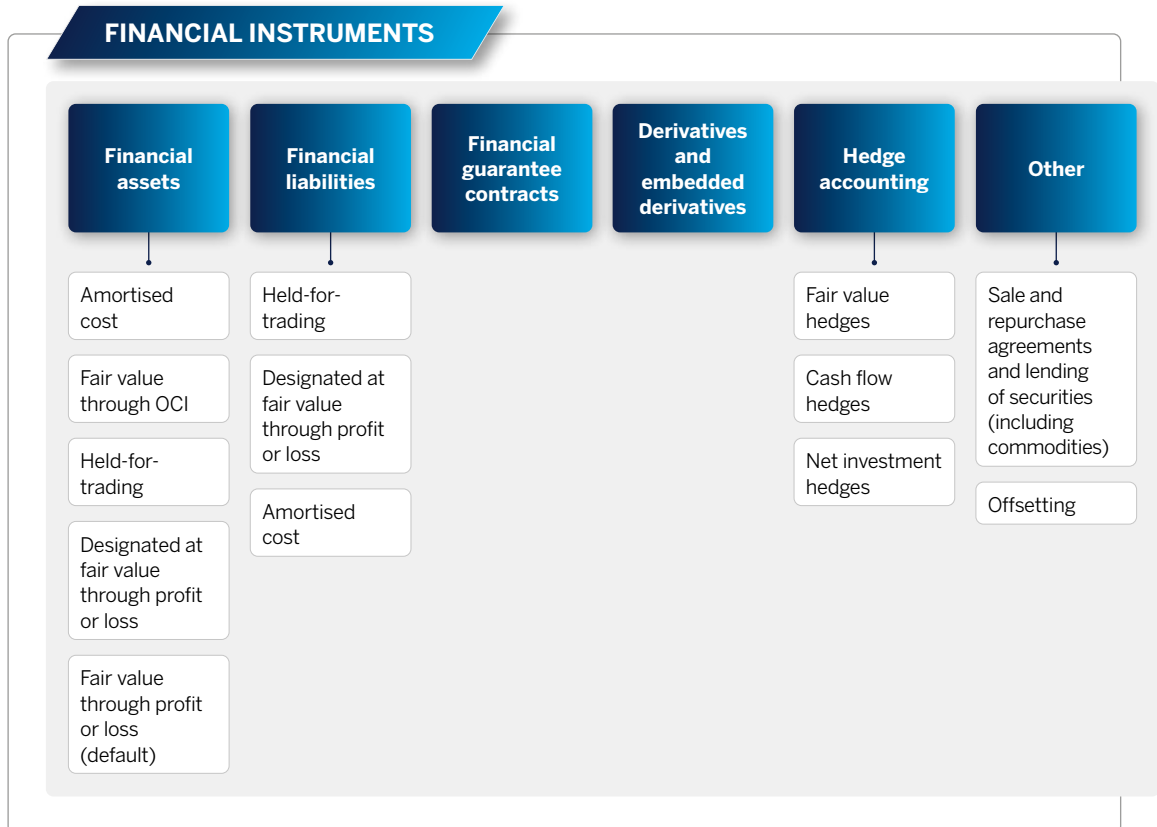 FINANCIAL INSTRUMENTS
Financial
assets
Financial
liabilities
Financial
guarantee
contracts
Derivatives
and
embedded
derivatives
Hedge
accounting
Other
Amortised
cost
Fair value
through OCI
Held-for-
trading
Designated at
fair value
through profit
or loss
Fair value
through profit
or loss
(default)
Held-for-
trading
Designated at
fair value
through profit
or loss
Amortised
cost
Fair value
hedges
Cash flow
hedges
Net investment
hedges
Sale and
repurchase
agreements
and lending
of securities
(including
commodities)
Offsetting